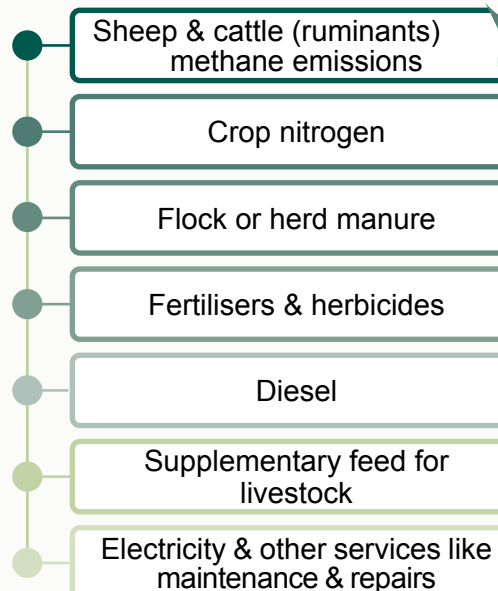 Sheep & cattle (ruminants)
methane emissions
Crop nitrogen
Flock or herd manure
Fertilisers & herbicides
Diesel
Supplementary feed for
livestock
Electricity & other services like
maintenance & repairs